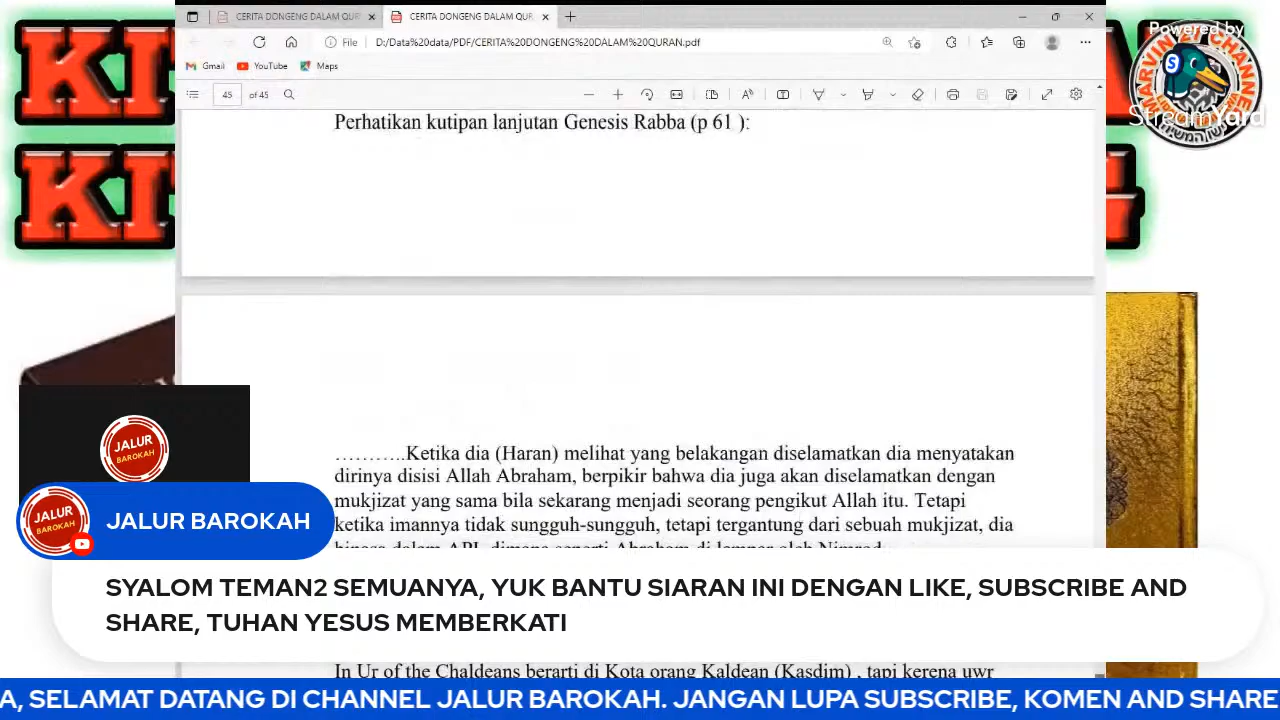 CERITA DONGENG DALAM QUR
CERITA DONGENG DALAM QUR
File D:/Data%20data/PDF/CERITA%20DONGENG%20DALAM%20QURAN.pdf
Gmail YouTube Maps
45 of 45
Powered by
StreamYard
MARVIN 27 CHANNEL
KI
KI
Perhatikan kutipan lanjutan Genesis Rabba (p 61 ):
………..Ketika dia (Haran) melihat yang belakangan diselamatkan dia menyatakan
dirinya disisi Allah Abraham, berpikir bahwa dia juga akan diselamatkan dengan
mukjizat yang sama bila sekarang menjadi seorang pengikut Allah itu. Tetapi
ketika imannya tidak sungguh-sungguh, tetapi tergantung dari sebuah mukjizat, dia
JALUR
BAROKAH
JALUR
BAROKAH
JALUR BAROKAH
SYALOM TEMAN2 SEMUANYA, YUK BANTU SIARAN INI DENGAN LIKE, SUBSCRIBE AND
SHARE, TUHAN YESUS MEMBERKATI
In Ur of the Chaldeans berarti di Kota orang Kaldean (Kasdim) , tapi kerena uwr
A, SELAMAT DATANG DI CHANNEL JALUR BAROKAH. JANGAN LUPA SUBSCRIBE, KOMEN AND SHARE